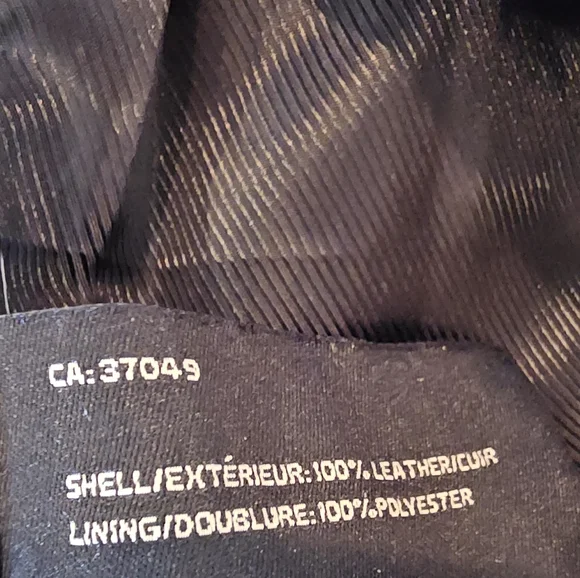 CA: 37049
SHELL/EXTÉRIEUR: 100% LEATHER/CUIR
LINING/DOUBLURE: 100% POLYESTER